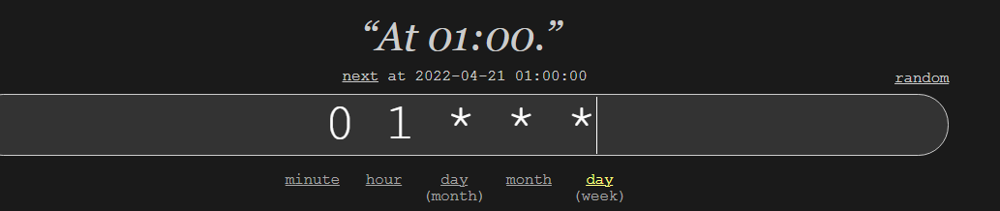 “At 01:00.”
next at 2022-04-21 01:00:00
random
0 1 * * *
minute hour day month day
(month) (week)